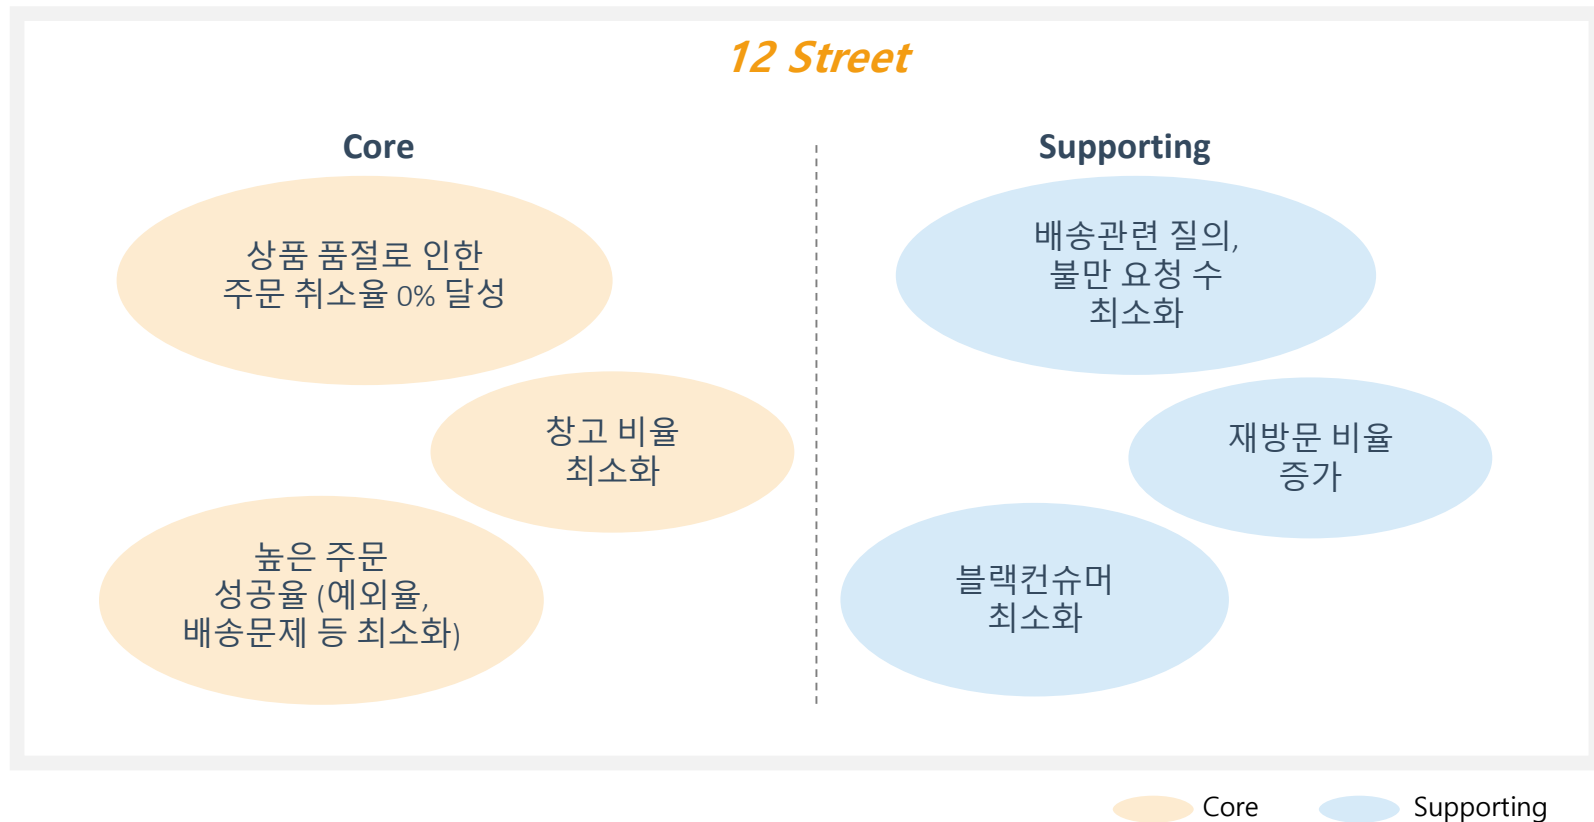 12 Street
Core
상품 품절로 인한
주문 취소율 0% 달성
창고 비율
최소화
높은 주문
성공율 (예외율,
배송문제 등 최소화)
Supporting
배송관련 질의,
불만 요청 수
최소화
재방문 비율
증가
블랙컨슈머
최소화
Core
Supporting